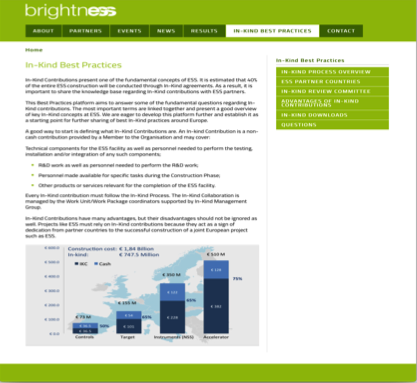 brightness
ABOUT PARTNERS EVENTS NEWS RESULTS IN-KIND BEST PRACTICES CONTACT
Home
In-Kind Best Practices
In-Kind Contributions present one of the fundamental concepts of ESS. It is estimated that 40%
of the entire ESS construction will be conducted through In-Kind agreements. As a result, it is
important to share the knowledge base regarding In-Kind contributions with ESS partners.
This Best Practices platform aims to answer some of the fundamental questions regarding In-
Kind contributions. The most important terms are linked together and present a good overview
of key In-Kind concepts at ESS. We are eager to develop this platform further and establish it as
a starting point for further sharing of best In-Kind practices around Europe.
A good way to start is defining what In-Kind Contributions are. An In-Kind Contribution is a non-
cash contribution provided by a Member to the Organisation and may cover:
Technical components for the ESS facility as well as personnel needed to perform the testing,
installation and/or integration of any such components;
R&D work as well as personnel needed to perform the R&D work;
Personnel made available for specific tasks during the Construction Phase;
Other products or services relevant for the completion of the ESS facility.
Every In-Kind contribution must follow the In-Kind Process. The In-Kind Collaboration is
managed by the Work Unit/Work Package coordinators supported by In-Kind Management
Group.
In-Kind Contributions have many advantages, but their disadvantages should not be ignored as
well. Projects like ESS must rely on In-Kind contributions because they act as a sign of
dedication from partner countries to the successful construction of a joint European project
such as ESS.
Construction cost: € 1,84 Billion
In-kind: € 747.5 Million
IKC Cash
€ 510 M
75%
€ 350 M
65%
€ 155 M
€ 73 M
Controls Target Instruments (NSS) Accelerator
In-Kind Best Practices
IN-KIND PROCESS OVERVIEW
ESS PARTNER COUNTRIES
IN-KIND REVIEW COMMITTEE
ADVANTAGES OF IN-KIND
CONTRIBUTIONS
IN-KIND DOWNLOADS
QUESTIONS